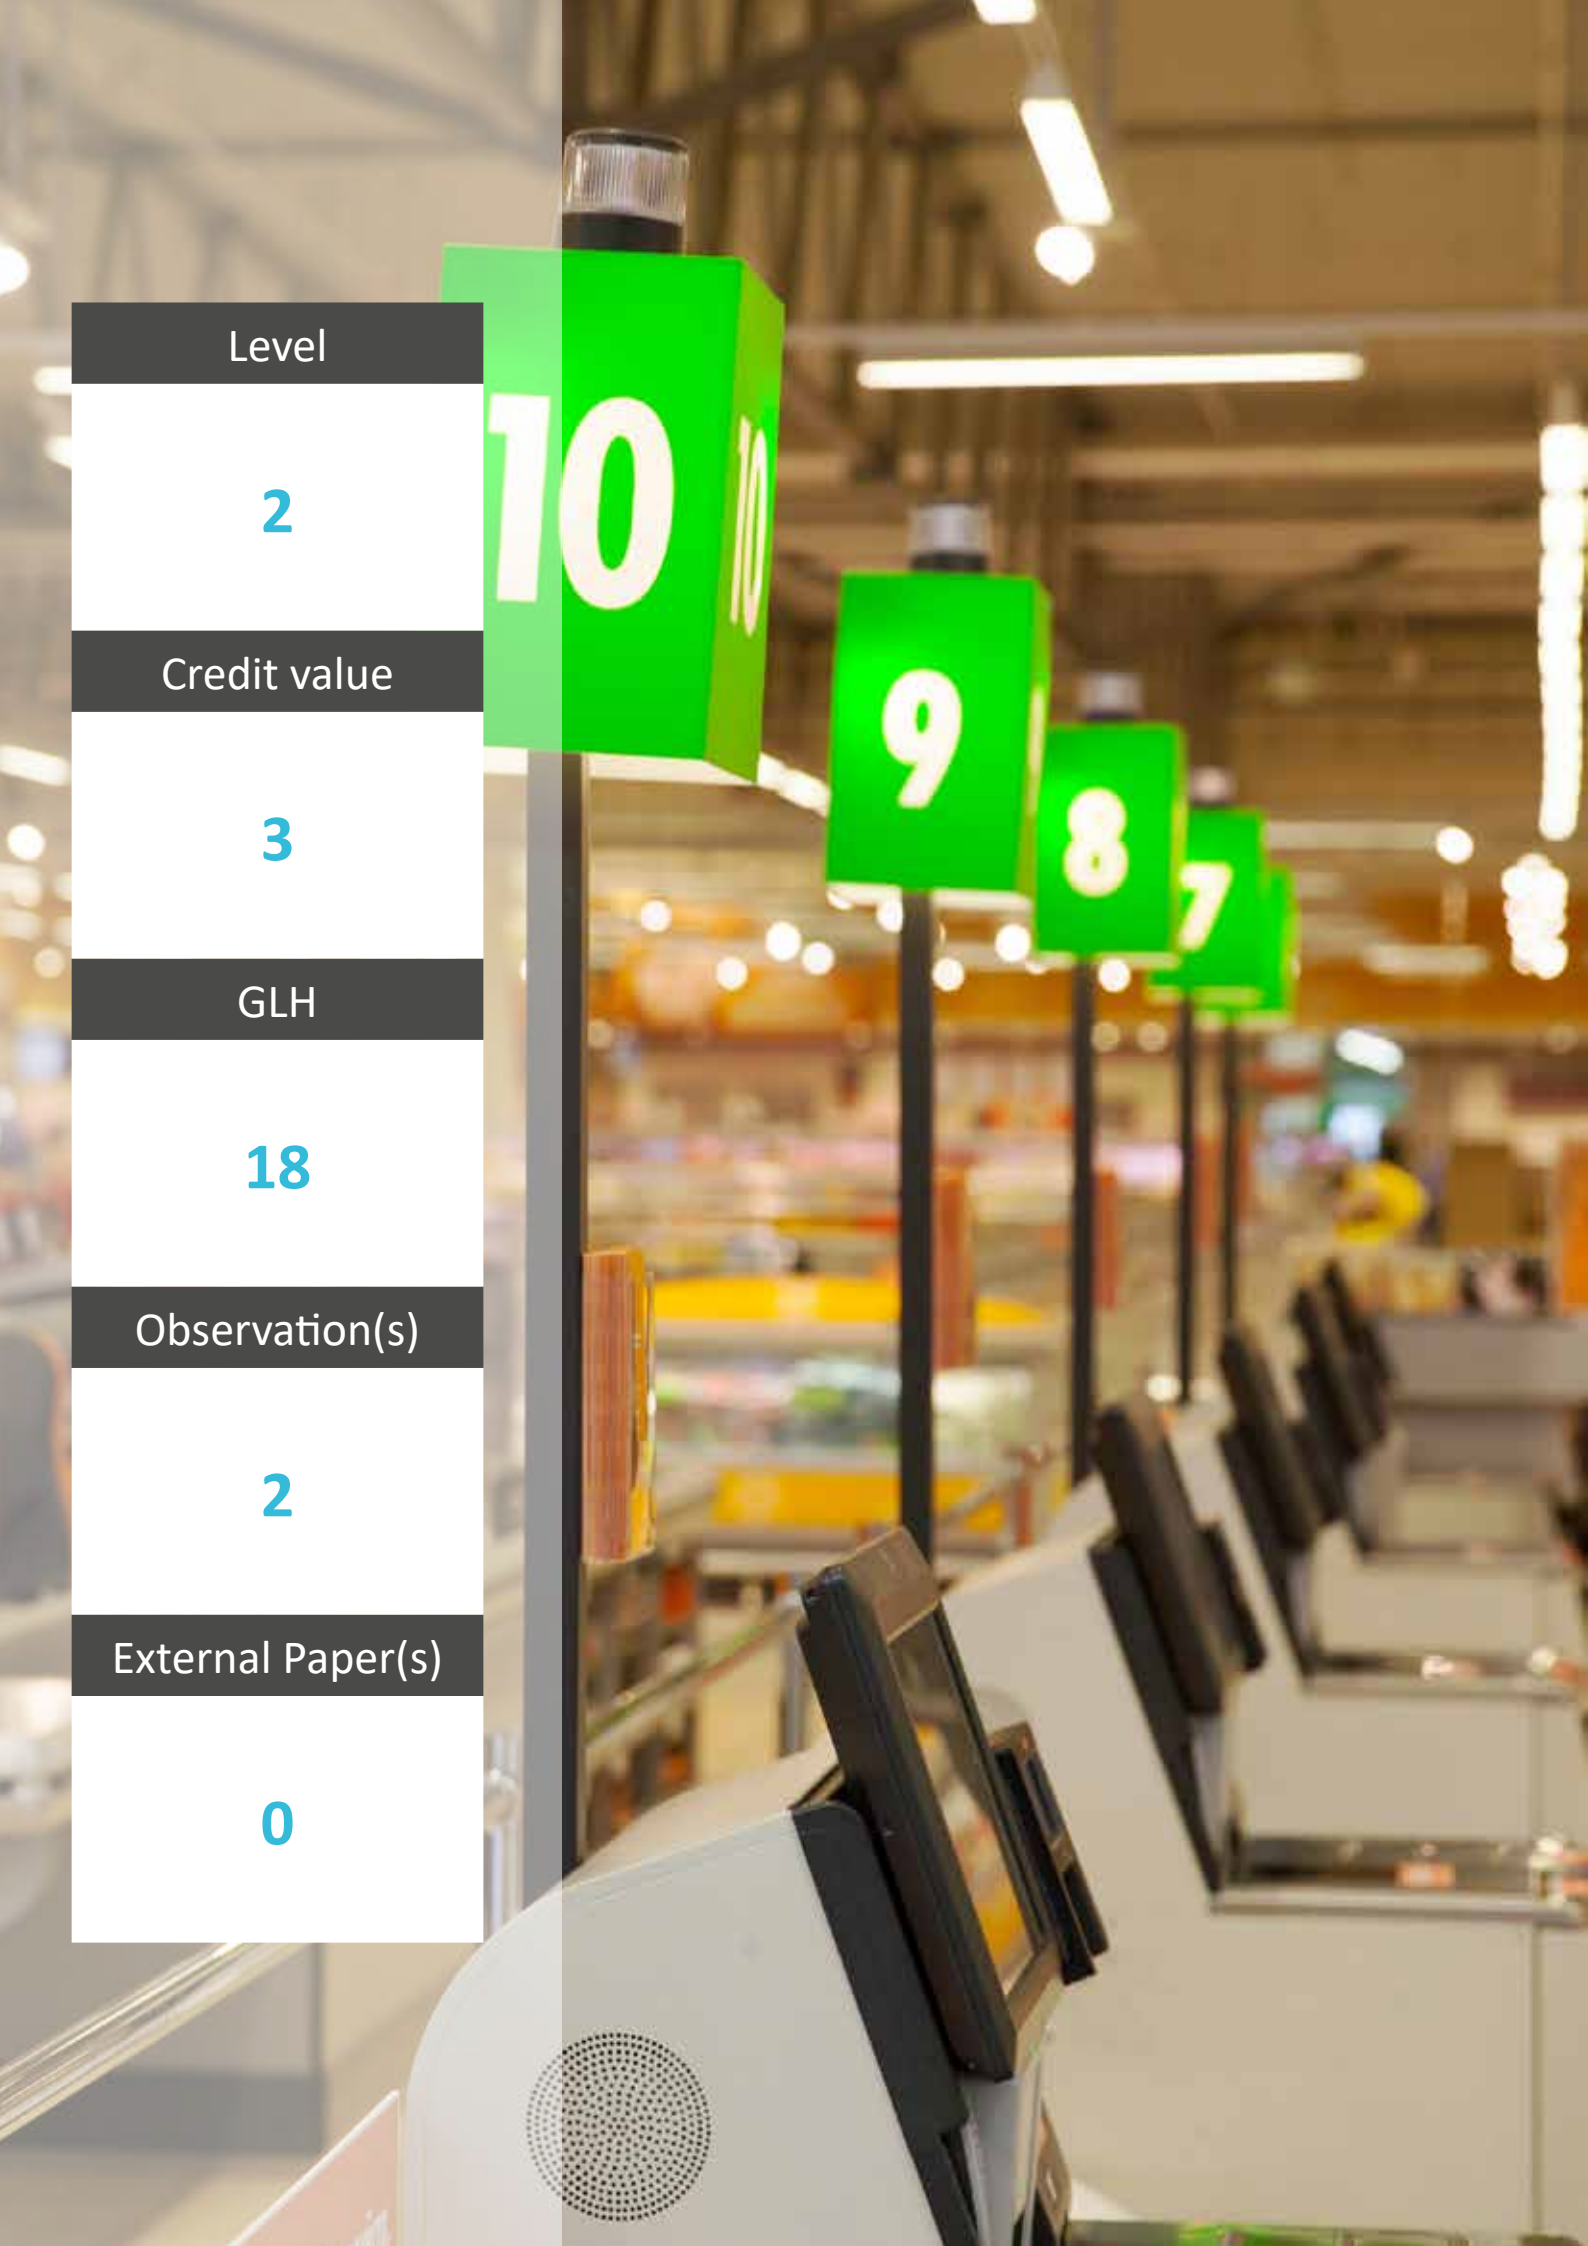 Level
2
Credit value
3
GLH
18
Observation(s)
2
External Paper(s)
0
10
10
9
8
7